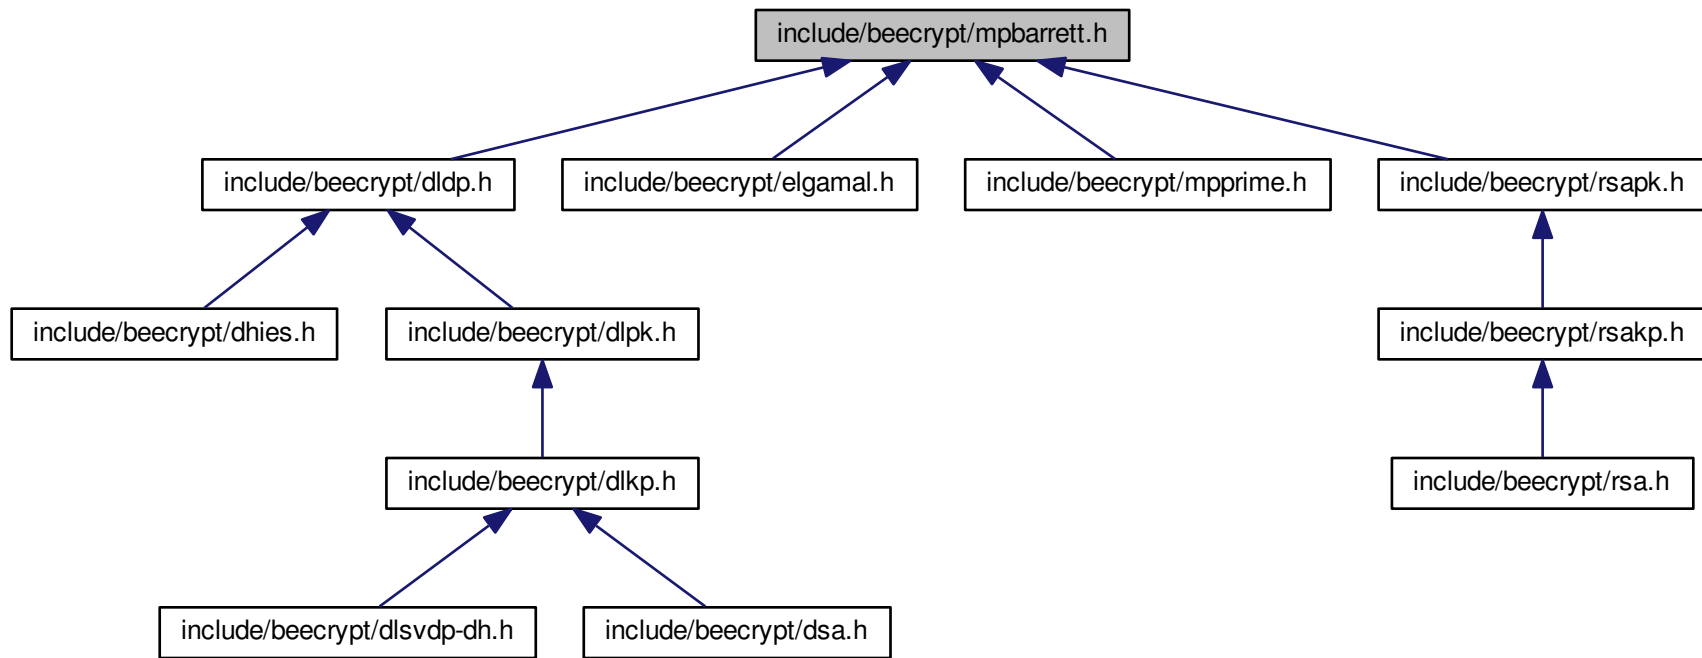 include/beecrypt/mpbarrett.h
include/beecrypt/dldp.h
include/beecrypt/elgamal.h
include/beecrypt/mpprime.h
include/beecrypt/rsapk.h
include/beecrypt/dhies.h
include/beecrypt/dlpk.h
include/beecrypt/rsakp.h
include/beecrypt/dlkp.h
include/beecrypt/rsa.h
include/beecrypt/dlsvdp-dh.h
include/beecrypt/dsa.h